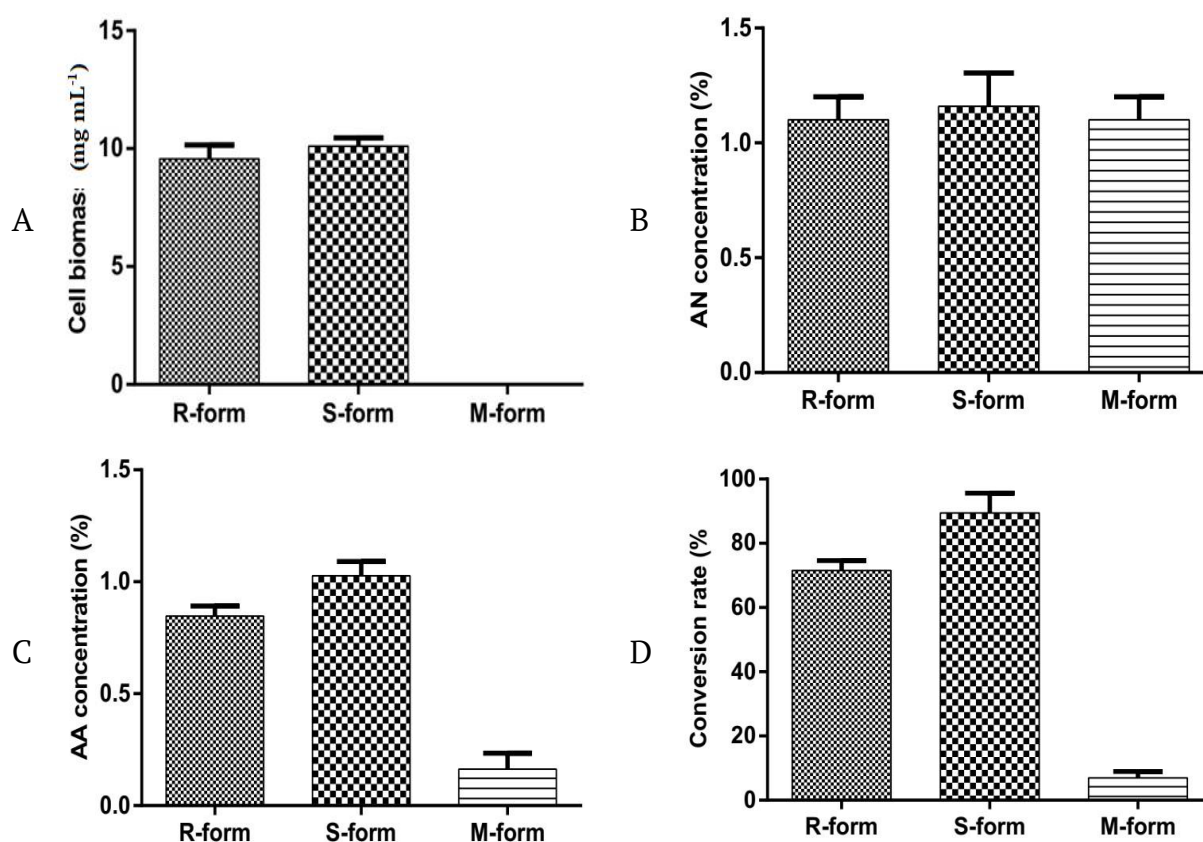 A
Cell biomas: (mg mL⁻¹)
15
10
5
0
R-form S-form M-form
B
AN concentration (%)
1.5
1.0
0.5
0.0
R-form S-form M-form
C
AA concentration (%)
1.5
1.0
0.5
0.0
R-form S-form M-form
D
Conversion rate (%
100
80
60
40
20
0
R-form S-form M-form